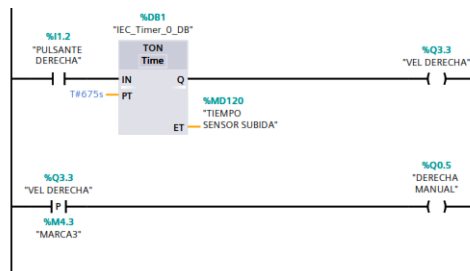 %DB1
"IEC_Timer_0_DB"
%I1.2
"PULSANTE
DERECHA"
TON
Time
%Q3.3
"VEL DERECHA"
IN
Q
T#675s
PT
%MD120
"TIEMPO
SENSOR SUBIDA"
ET
%Q3.3
"VEL DERECHA"
P
%M4.3
"MARCA3"
%Q0.5
"DERECHA
MANUAL"